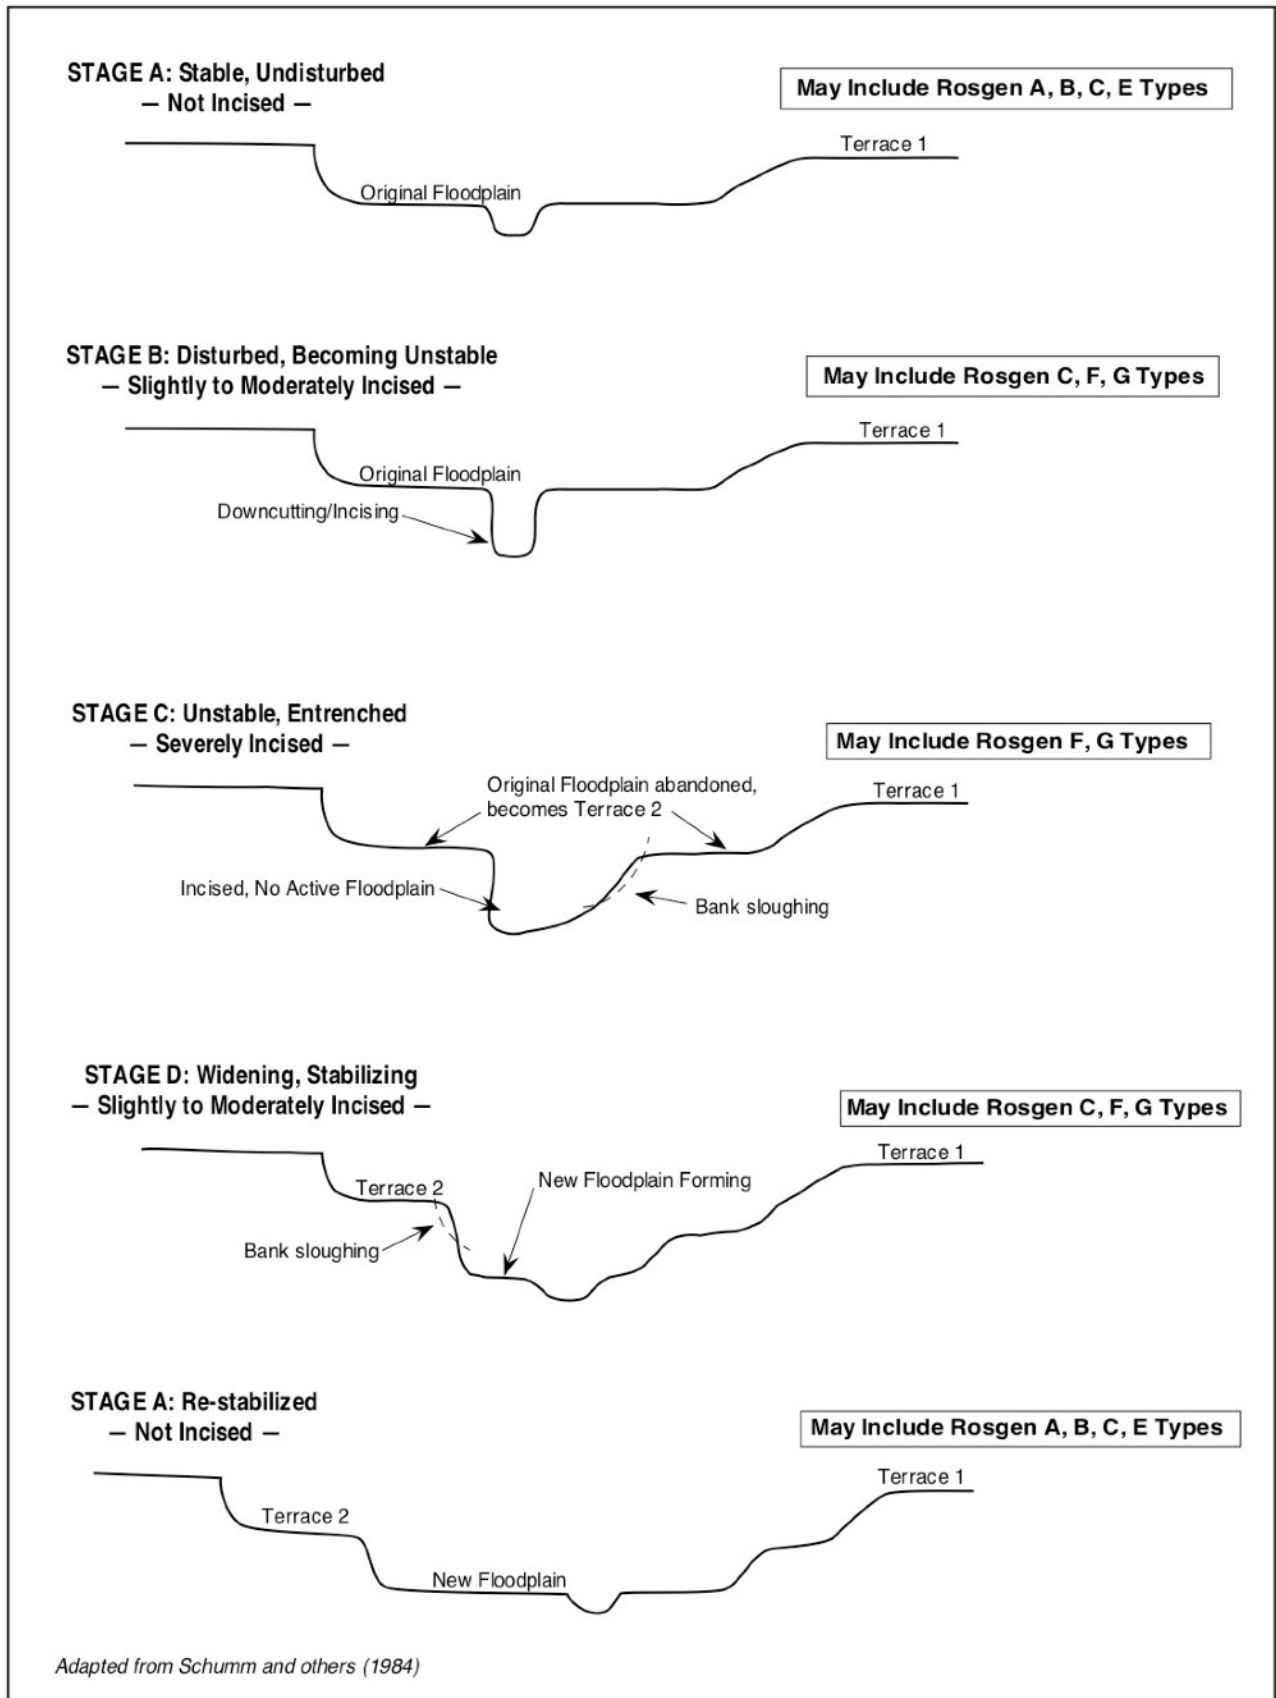 STAGE A: Stable, Undisturbed
— Not Incised —
May Include Rosgen A, B, C, E Types
Terrace 1
Original Floodplain
STAGE B: Disturbed, Becoming Unstable
— Slightly to Moderately Incised —
May Include Rosgen C, F, G Types
Terrace 1
Original Floodplain
Downcutting/Incising
STAGE C: Unstable, Entrenched
— Severely Incised —
May Include Rosgen F, G Types
Original Floodplain abandoned,
becomes Terrace 2
Terrace 1
Incised, No Active Floodplain
Bank sloughing
STAGE D: Widening, Stabilizing
— Slightly to Moderately Incised —
May Include Rosgen C, F, G Types
Terrace 1
Terrace 2
New Floodplain Forming
Bank sloughing
STAGE A: Re-stabilized
— Not Incised —
May Include Rosgen A, B, C, E Types
Terrace 1
Terrace 2
New Floodplain
Adapted from Schumm and others (1984)